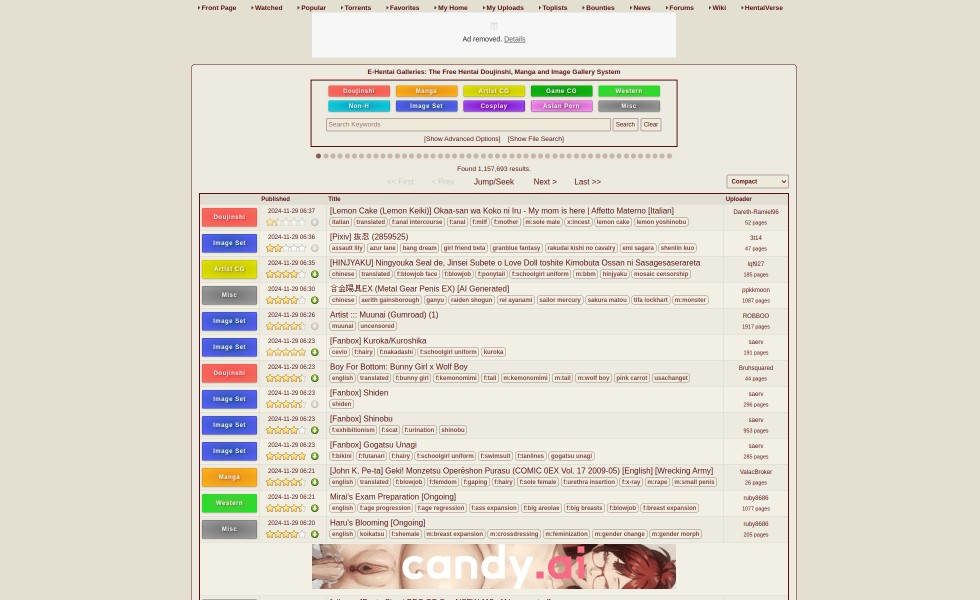 Front Page Watched Popular Torrents Favorites My Home My Uploads Toplists Bounties News Forums Wiki HentaiVerse
Ad removed. Details
E-Hentai Galleries: The Free Hentai Doujinshi, Manga and Image Gallery System
Doujinshi Manga Artist CG Game CG Western
Non-H Image Set Cosplay Asian Porn Misc
Search Keywords Search Clear
[Show Advanced Options] [Show File Search]
Found 1,157,693 results.
<< First < Prev Jump/Seek Next > Last >> Compact
Published Title Uploader
Doujinshi 2024-11-29 06:37 [Lemon Cake (Lemon Keiki)] Okaa-san wa Koko ni Iru - My mom is here | Affetto Materno [Italian] Dareth-Ramiel96
italian translated f:anal intercourse f:anal f:milf f:mother m:sole male x:incest lemon cake lemon yoshinobu 52 pages
Image Set 2024-11-29 06:36 [Pixiv] 抜忍 (2859525) 3t14
assault lily azur lane bang dream girl friend beta granblue fantasy rakudai kishi no cavalry emi sagara shenlin kuo 47 pages
Artist CG 2024-11-29 06:35 [HINJYAKU] Ningyouka Seal de, Jinsei Subete o Love Doll toshite Kimobuta Ossan ni Sasagesaserareta lqf927
chinese translated f:blowjob face f:blowjob f:ponytail f:schoolgirl uniform m:bbm hinjyaku mosaic censorship 185 pages
Misc 2024-11-29 06:30 EX (Metal Gear Penis EX) [AI Generated] ppkkmoon
chinese aerith gainsborough ganyu raiden shogun rei ayanami sailor mercury sakura matou tifa lockhart m:monster 1087 pages
Image Set 2024-11-29 06:26 Artist ::: Muunai (Gumroad) (1) ROBBOO
muunai uncensored 1917 pages
Image Set 2024-11-29 06:23 [Fanbox] Kuroka/Kuroshika saerv
cevio f:hairy f:nakadashi f:schoolgirl uniform kuroka 191 pages
Doujinshi 2024-11-29 06:23 Boy For Bottom: Bunny Girl x Wolf Boy Bruhsquared
english translated f:bunny girl f:kemonomimi f:tail m:kemonomimi m:tail m:wolf boy pink carrot usachanget 44 pages
Image Set 2024-11-29 06:23 [Fanbox] Shiden saerv
shiden 296 pages
Image Set 2024-11-29 06:23 [Fanbox] Shinobu saerv
f:exhibitionism f:scat f:urination shinobu 953 pages
Image Set 2024-11-29 06:23 [Fanbox] Gogatsu Unagi saerv
f:bikini f:futanari f:hairy f:schoolgirl uniform f:swimsuit f:tanlines gogatsu unagi 285 pages
Manga 2024-11-29 06:21 [John K. Pe-ta] Geki! Monzetsu Operēshon Purasu (COMIC 0EX Vol. 17 2009-05) [English] [Wrecking Army] ValacBroker
english translated f:blowjob f:femdom f:gaping f:hairy f:sole female f:urethra insertion f:x-ray m:rape m:small penis 26 pages
Western 2024-11-29 06:21 Mirai's Exam Preparation [Ongoing] ruby8686
english f:age progression f:age regression f:ass expansion f:big areolae f:big breasts f:blowjob f:breast expansion 1077 pages
Misc 2024-11-29 06:20 Haru's Blooming [Ongoing] ruby8686
english koikatsu f:shemale m:breast expansion m:crossdressing m:feminization m:gender change m:gender morph 205 pages
candy.ai